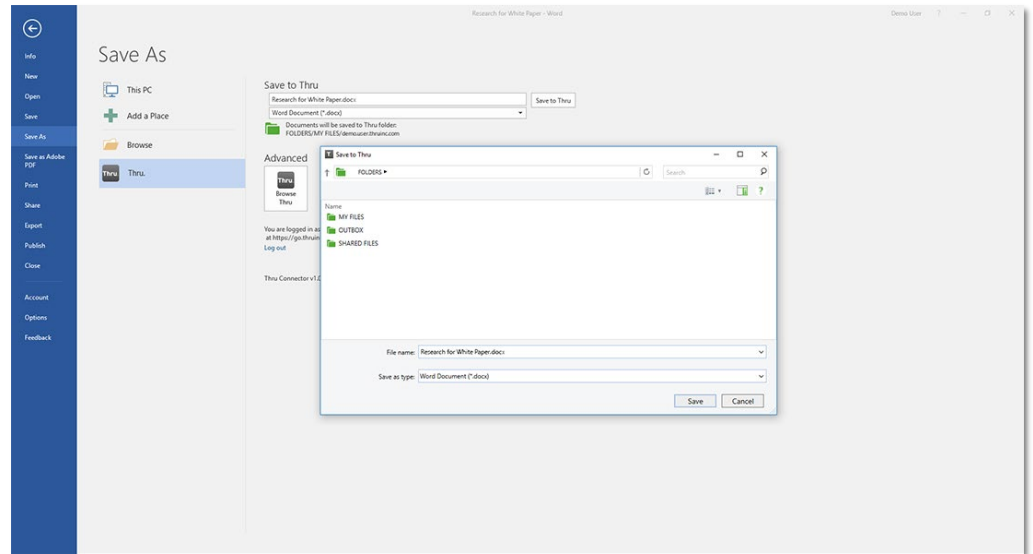 Research for White Paper - Word
Demo User ?
Info
New
Open
Save
Save As
Save as Adobe
PDF
Print
Share
Export
Publish
Close
Account
Options
Feedback
Save As
This PC
Add a Place
Browse
Thru
Thru.
Save to Thru
Research for White Paper.docx
Save to Thru
Word Document (*.docx)
Documents will be saved to Thru folder:
FOLDERS/MY FILES/demo.user.thruinc.com
Advanced
Thru
Browse
Thru
You are logged in as
at https://go.thruin
Log out
Thru Connector v1.0
T Save to Thru
FOLDERS
Search
?
Name
MY FILES
OUTBOX
SHARED FILES
File name: Research for White Paper.docx
Save as type: Word Document (*.docx)
Save Cancel